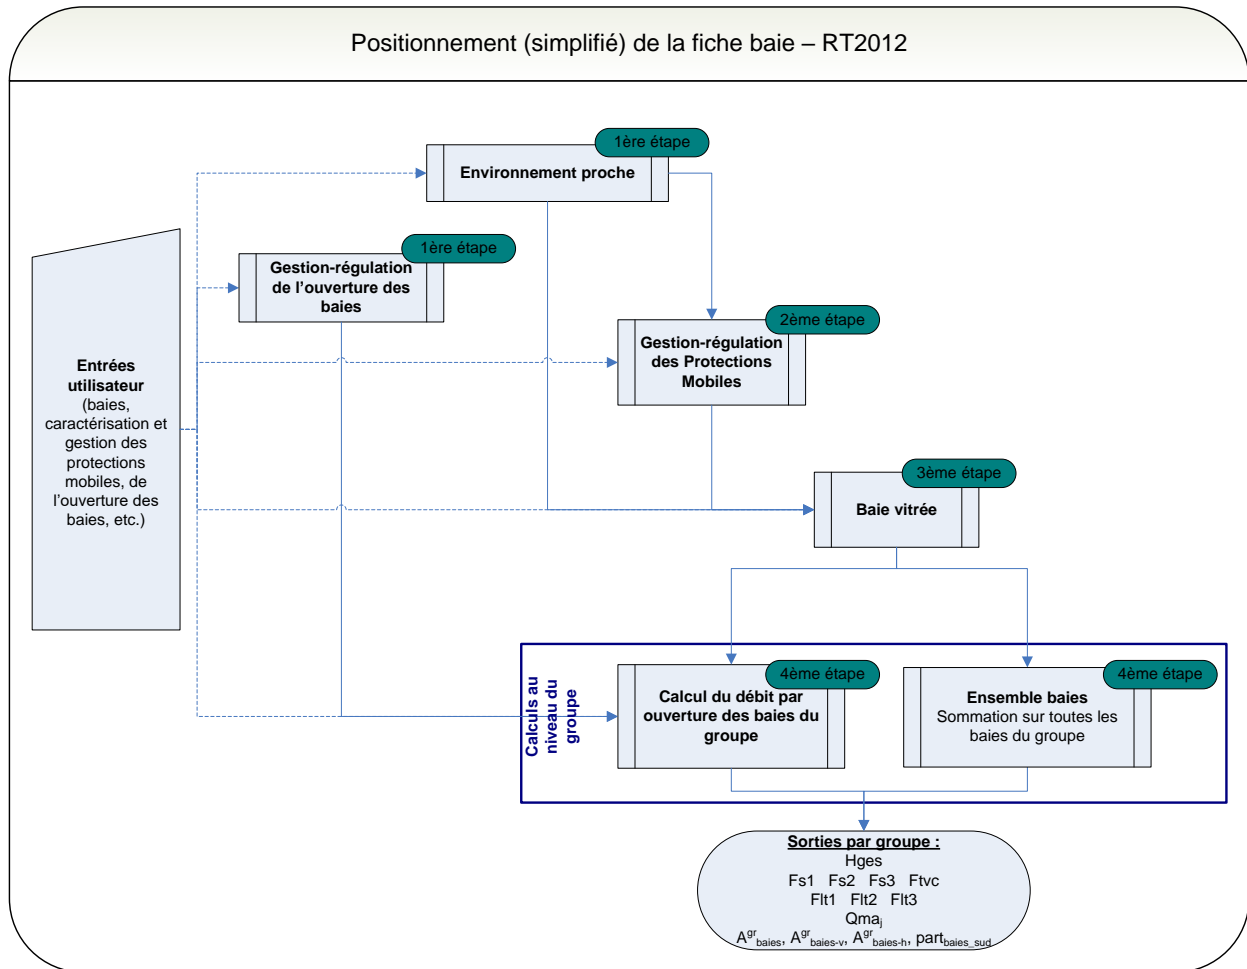 Positionnement (simplifié) de la fiche baie – RT2012
1ère étape
Environnement proche
1ère étape
Gestion-régulation
de l'ouverture des
baies
2ème étape
Gestion-régulation
des Protections
Mobiles
Entrées
utilisateur
(baies,
caractérisation et
gestion des
protections
mobiles, de
l'ouverture des
baies, etc.)
3ème étape
Baie vitrée
Calculs au
niveau du
groupe
4ème étape
Calcul du débit par
ouverture des baies du
groupe
4ème étape
Ensemble baies
Sommation sur toutes les
baies du groupe
Sorties par groupe :
Hges
Fs1 Fs2 Fs3 Ftvc
Flt1 Flt2 Flt3
Qmaj
Agrbaies, Agrbaies-v, Agrbaies-h, partbaies_sud